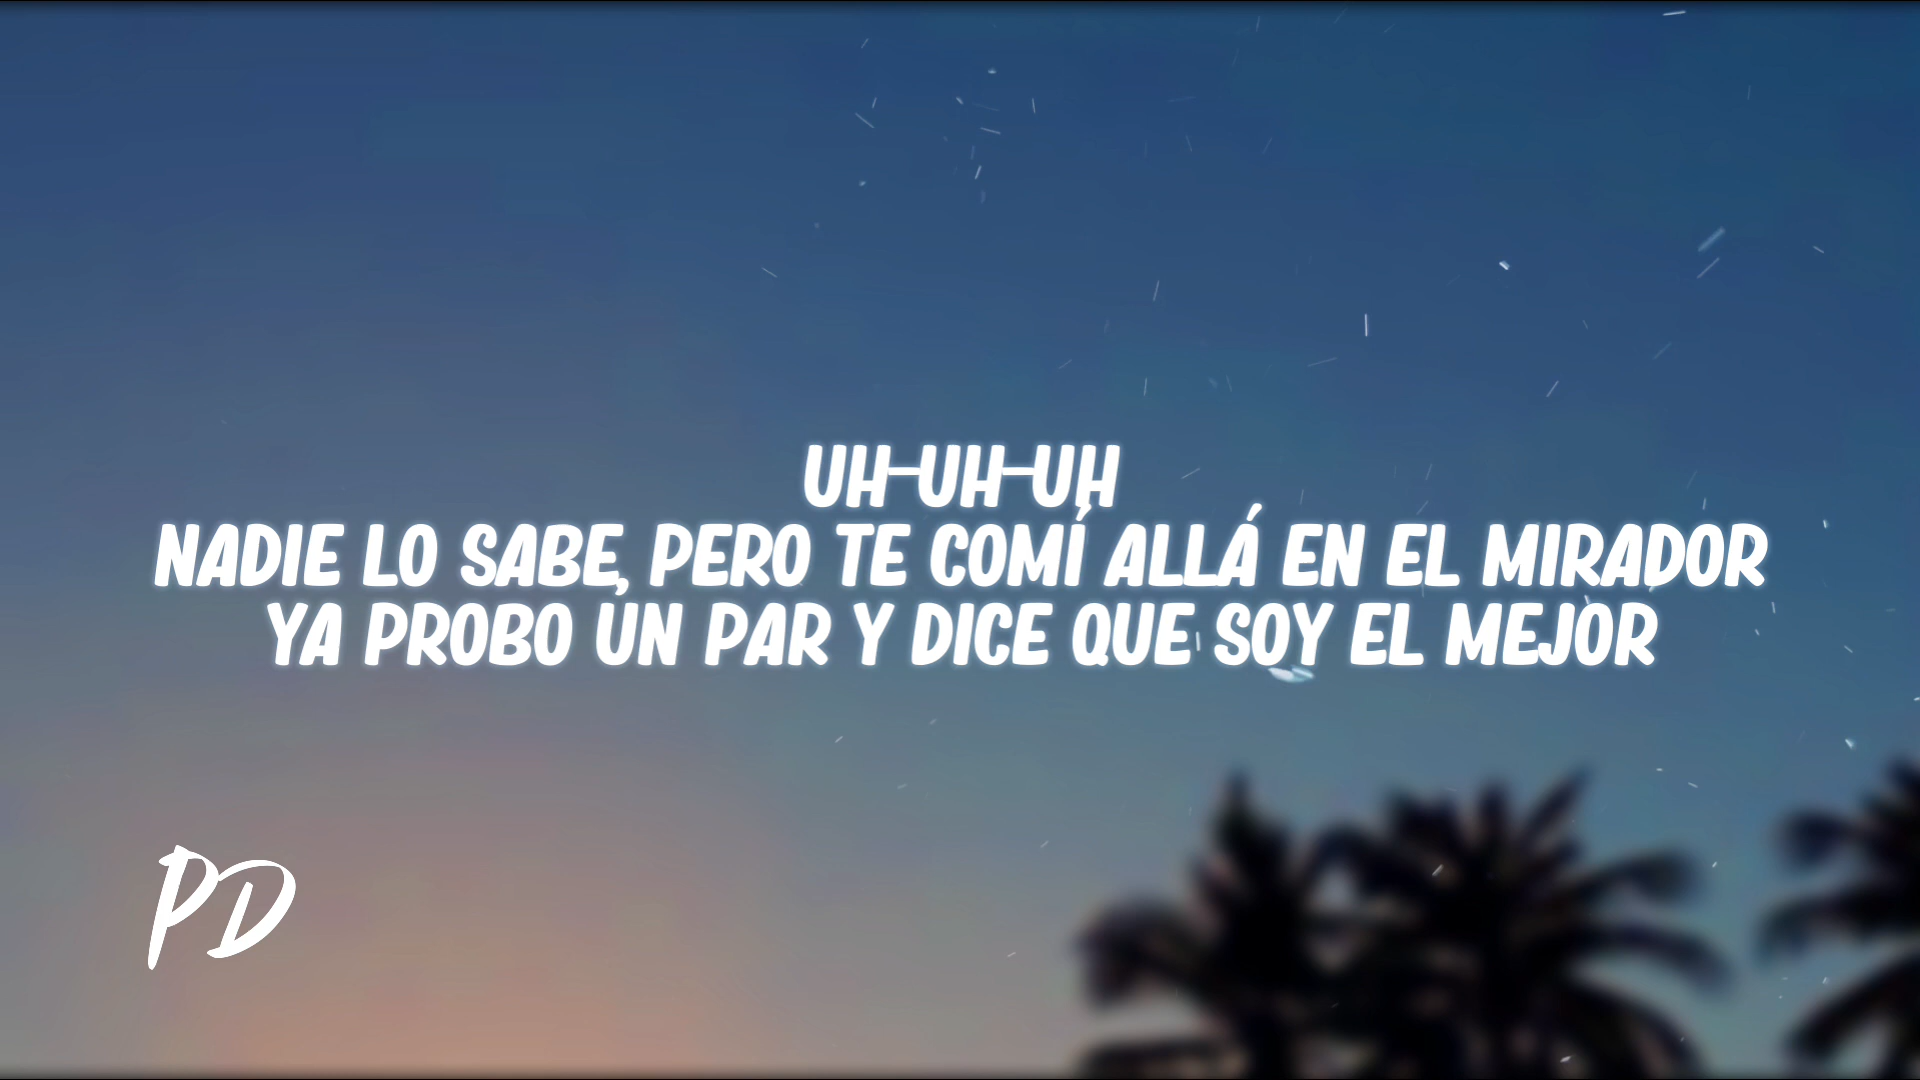 UH-UH-UH
NADIE LO SABE, PERO TE COMÍ ALLÁ EN EL MIRADOR
YA PROBO UN PAR Y DICE QUE SOY EL MEJOR
PD